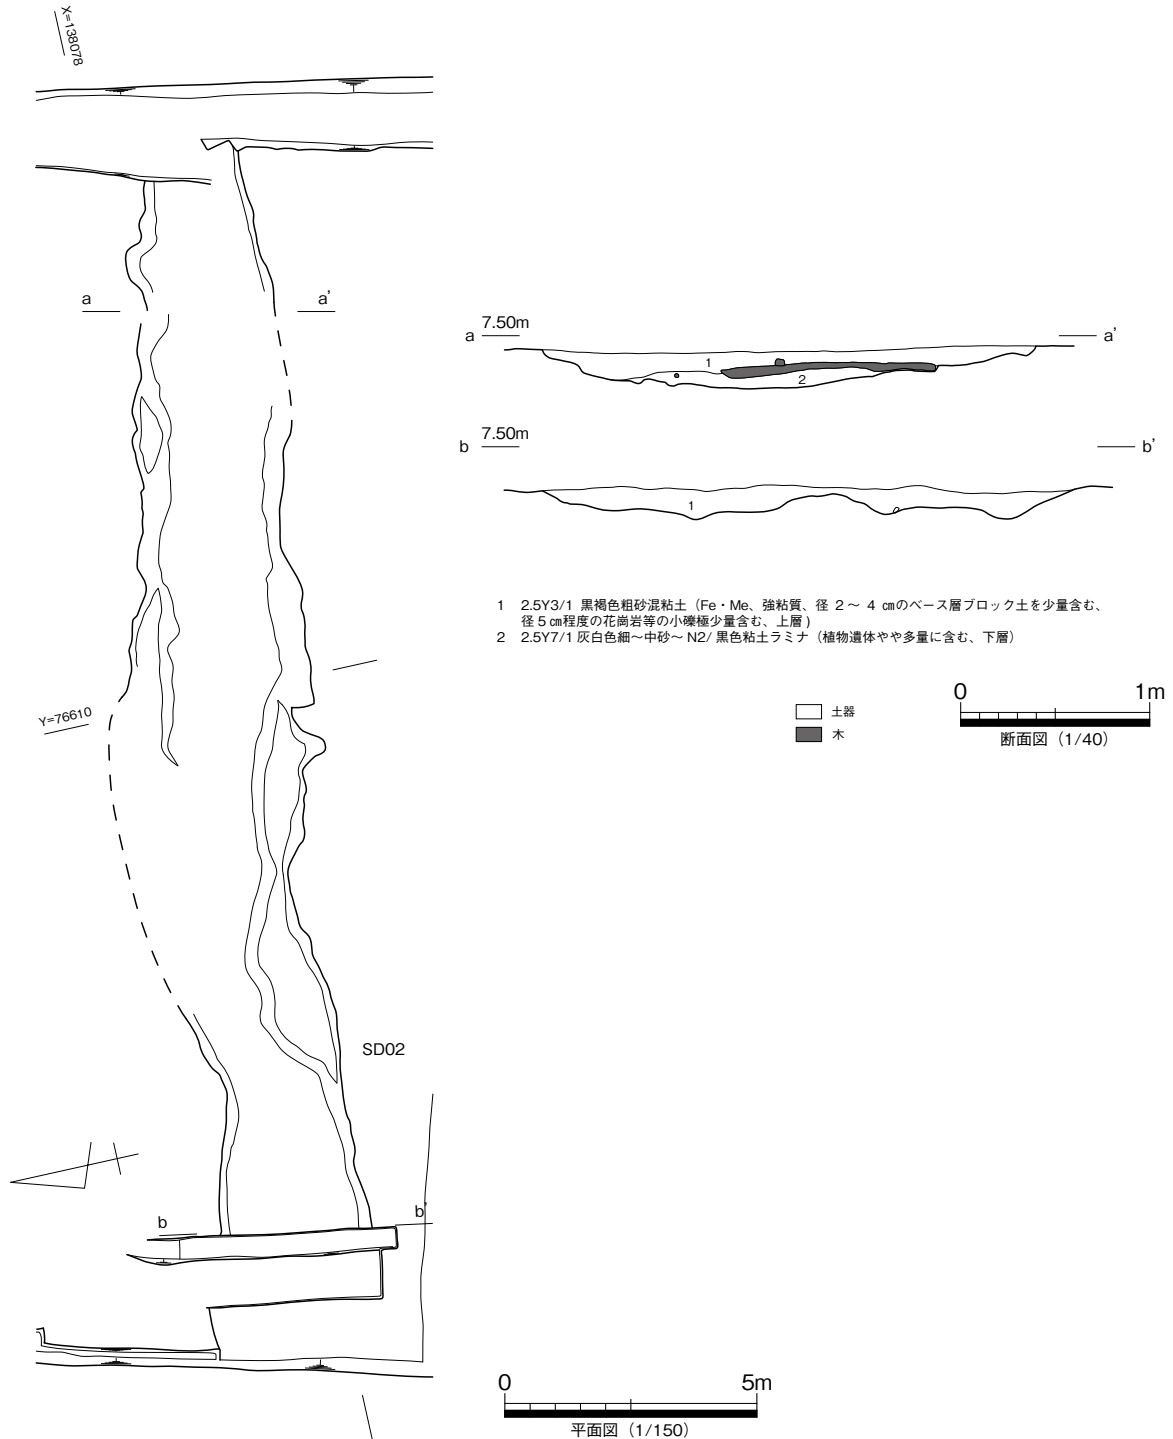 X=138078
a
a'
a
7.50m
a'
1
2
b
7.50m
b'
1
1 2.5Y3/1 黒褐色粗砂混粘土（Fe・Me、強粘質、径 2 ～ 4 ㎝のベース層ブロック土を少量含む、
径 5 ㎝程度の花崗岩等の小礫極少量含む、上層）
2 2.5Y7/1 灰白色細～中砂～ N2/ 黒色粘土ラミナ（植物遺体やや多量に含む、下層）
土器
木
0
1m
断面図（1/40）
Y=76610
SD02
b
b'
0
5m
平面図（1/150）